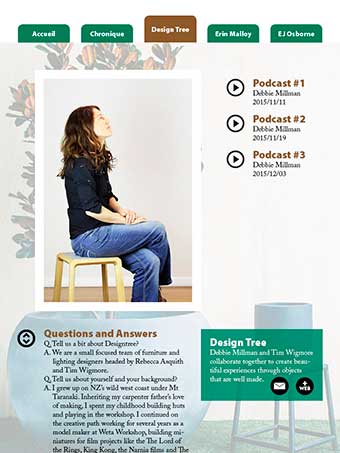 Accueil
Chronique
Design Tree
Erin Malloy
EJ Osborne
Podcast #1
Debbie Millman
2015/11/11
Podcast #2
Debbie Millman
2015/11/19
Podcast #3
Debbie Millman
2015/12/03
Questions and Answers
Q. Tell us a bit about Designtree?
A. We are a small focused team of furniture and
lighting designers headed by Rebecca Asquith
and Tim Wigmore.
Q. Tell us about yourself and your background?
A. I grew up on NZ's wild west coast under Mt
Taranaki. Inheriting my carpenter father's love
of making, I spent my childhood building huts
and playing in the workshop. I continued on
the creative path working for several years as a
model maker at Weta Workshop, building mi-
niatures for film projects like the The Lord of
the Rings, King Kong, the Narnia films and The
Design Tree
Debbie Millman and Tim Wigmore
collaborate together to create beau-
tiful experiences through objects
that are well made.
+
WEB